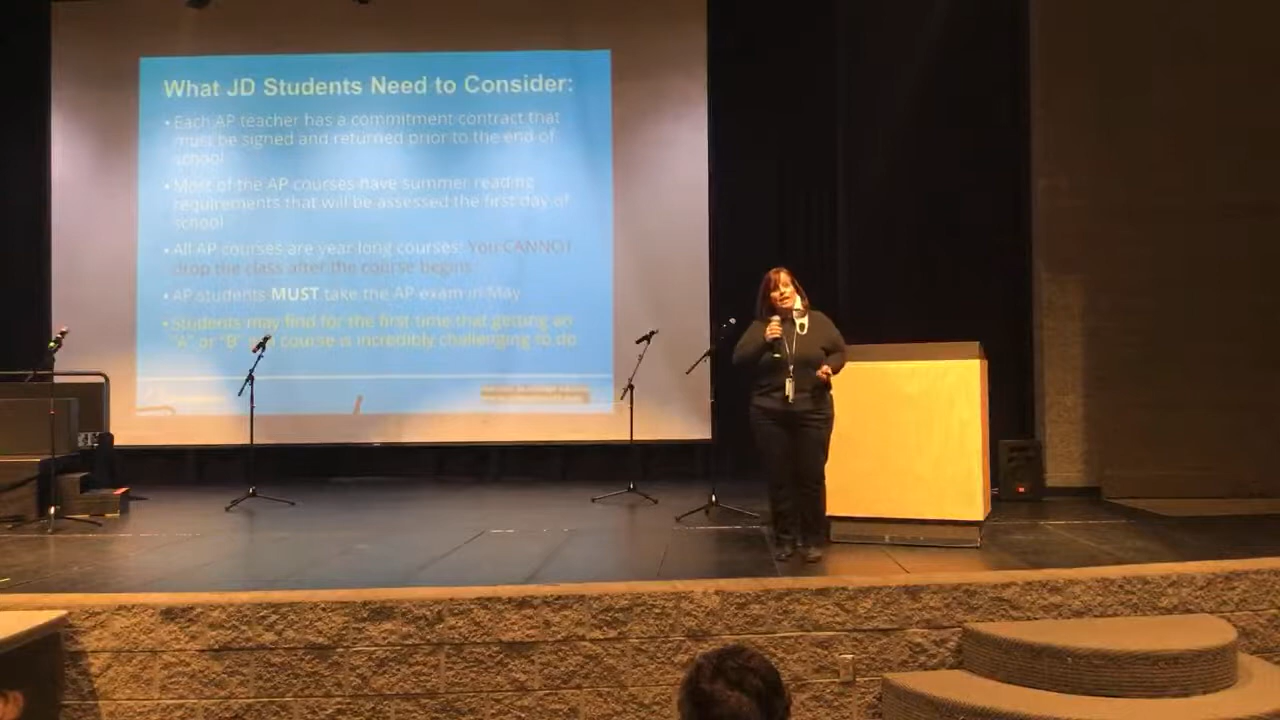 What JD Students Need to Consider:
• Each AP teacher has a commitment contract that
must be signed and returned prior to the end of
school
• Most of the AP courses have summer reading
requirements that will be assessed the first day of
school
• All AP courses are year-long courses: You CANNOT
drop the class after the course begins
• AP students MUST take the AP exam in May
• Students may find for the first time that getting an
"A" or "B" in a course is incredibly challenging to do